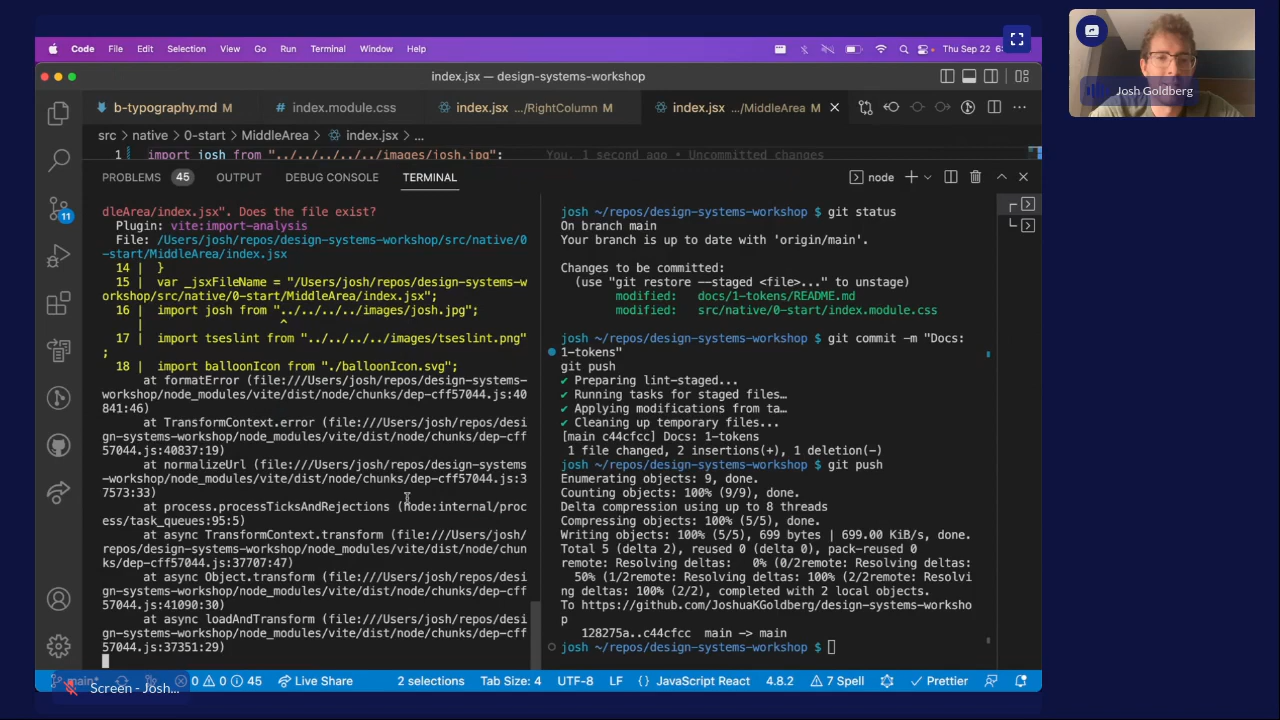 Code File Edit Selection View Go Run Terminal Window Help
Thu Sep 22 6:
Josh Goldberg
index.jsx — design-systems-workshop
b-typography.md M
index.module.css
index.jsx .../RightColumn M
index.jsx .../MiddleArea M
src > native > 0-start > MiddleArea > index.jsx > ...
1 import josh from "../../../../../images/josh.jpg";
You, 1 second ago • Uncommitted changes
PROBLEMS 45 OUTPUT DEBUG CONSOLE TERMINAL
node
11
dleArea/index.jsx". Does the file exist?
Plugin: vite:import-analysis
File: /Users/josh/repos/design-systems-workshop/src/native/0
-start/MiddleArea/index.jsx
14 | }
15 | var _jsxFileName = "/Users/josh/repos/design-systems-w
orkshop/src/native/0-start/MiddleArea/index.jsx";
16 | import josh from "../../../../images/josh.jpg";
| ^
17 | import tseslint from "../../../../images/tseslint.png"
;
18 | import balloonIcon from "./balloonIcon.svg";
at formatError (file:///Users/josh/repos/design-systems-
workshop/node_modules/vite/dist/node/chunks/dep-cff57044.js:40
841:46)
at TransformContext.error (file:///Users/josh/repos/desi
gn-systems-workshop/node_modules/vite/dist/node/chunks/dep-cff
57044.js:40837:19)
at normalizeUrl (file:///Users/josh/repos/design-systems
-workshop/node_modules/vite/dist/node/chunks/dep-cff57044.js:3
7573:33)
at process.processTicksAndRejections (node:internal/proc
ess/task_queues:95:5)
at async TransformContext.transform (file:///Users/josh/
repos/design-systems-workshop/node_modules/vite/dist/node/chun
ks/dep-cff57044.js:37707:47)
at async Object.transform (file:///Users/josh/repos/desi
gn-systems-workshop/node_modules/vite/dist/node/chunks/dep-cff
57044.js:41090:30)
at async loadAndTransform (file:///Users/josh/repos/desi
gn-systems-workshop/node_modules/vite/dist/node/chunks/dep-cff
57044.js:37351:29)
josh ~/repos/design-systems-workshop $ git status
On branch main
Your branch is up to date with 'origin/main'.
Changes to be committed:
(use "git restore --staged <file>..." to unstage)
modified: docs/1-tokens/README.md
modified: src/native/0-start/index.module.css
josh ~/repos/design-systems-workshop $ git commit -m "Docs:
1-tokens"
git push
✔ Preparing lint-staged...
✔ Running tasks for staged files…
✔ Applying modifications from ta…
✔ Cleaning up temporary files...
[main c44cfcc] Docs: 1-tokens
1 file changed, 2 insertions(+), 1 deletion(-)
josh ~/repos/design-systems-workshop $ git push
Enumerating objects: 9, done.
Counting objects: 100% (9/9), done.
Delta compression using up to 8 threads
Compressing objects: 100% (5/5), done.
Writing objects: 100% (5/5), 699 bytes | 699.00 KiB/s, done.
Total 5 (delta 2), reused 0 (delta 0), pack-reused 0
remote: Resolving deltas: 0% (0/2remote: Resolving deltas:
50% (1/2remote: Resolving deltas: 100% (2/2remote: Resolvi
ng deltas: 100% (2/2), completed with 2 local objects.
To https://github.com/JoshuaKGoldberg/design-systems-worksho
p
128275a..c44cfcc main -> main
josh ~/repos/design-systems-workshop $
main* 0 0 45 Live Share 2 selections Tab Size: 4 UTF-8 LF {} JavaScript React 4.8.2 7 Spell Prettier
Screen - Josh...